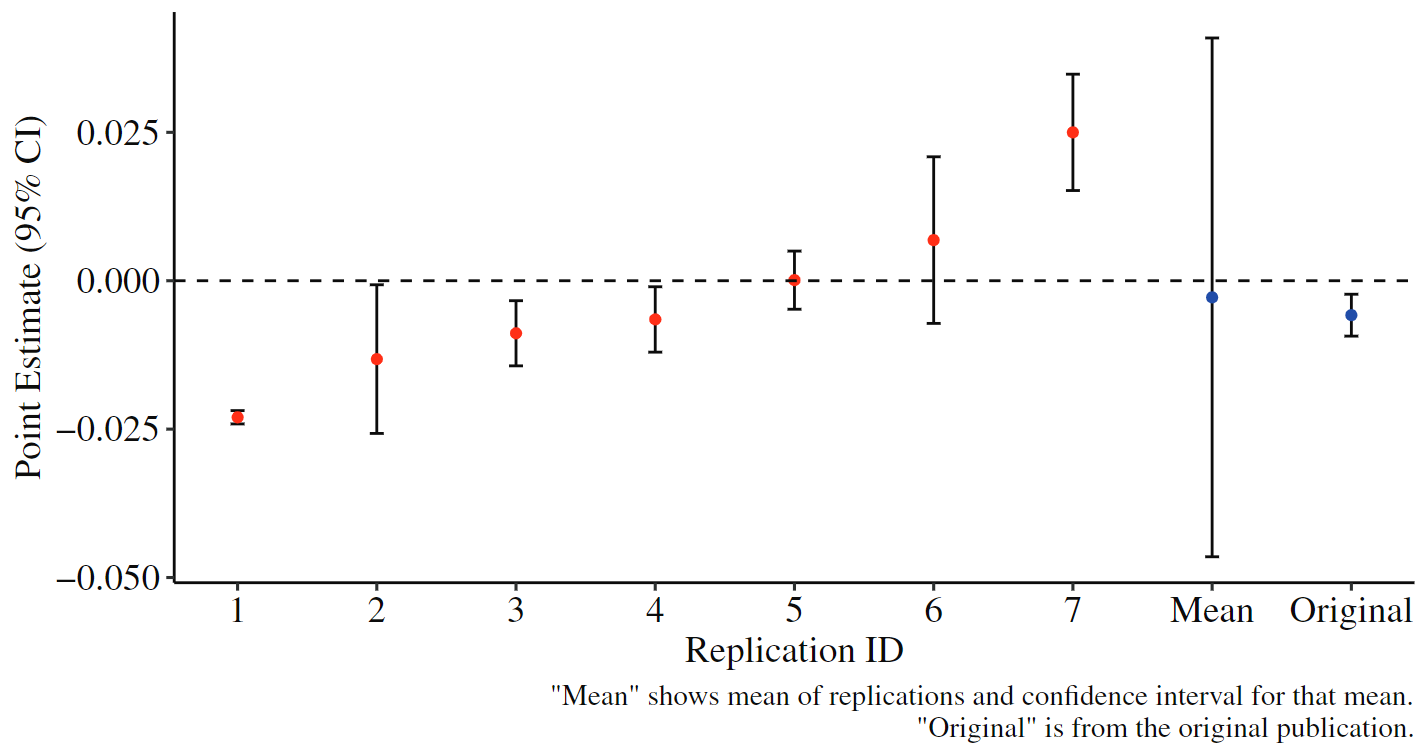 Point Estimate (95% CI)
0.025
0.000
−0.025
−0.050
1 2 3 4 5 6 7 Mean Original
Replication ID
"Mean" shows mean of replications and confidence interval for that mean.
"Original" is from the original publication.